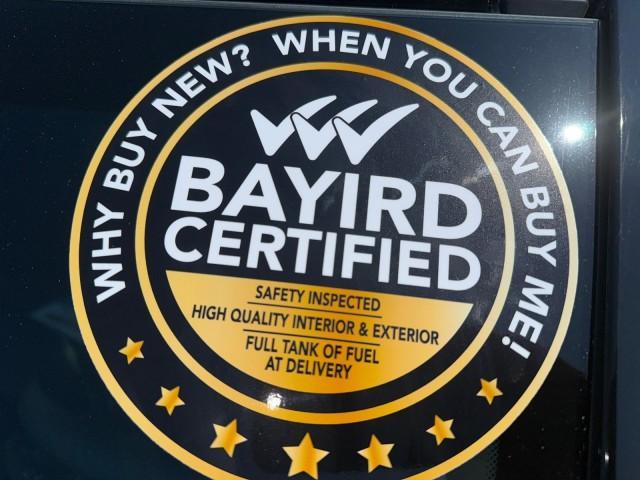 WHY BUY NEW? WHEN YOU CAN BUY ME!
BAYIRD
CERTIFIED
SAFETY INSPECTED
HIGH QUALITY INTERIOR & EXTERIOR
FULL TANK OF FUEL
AT DELIVERY